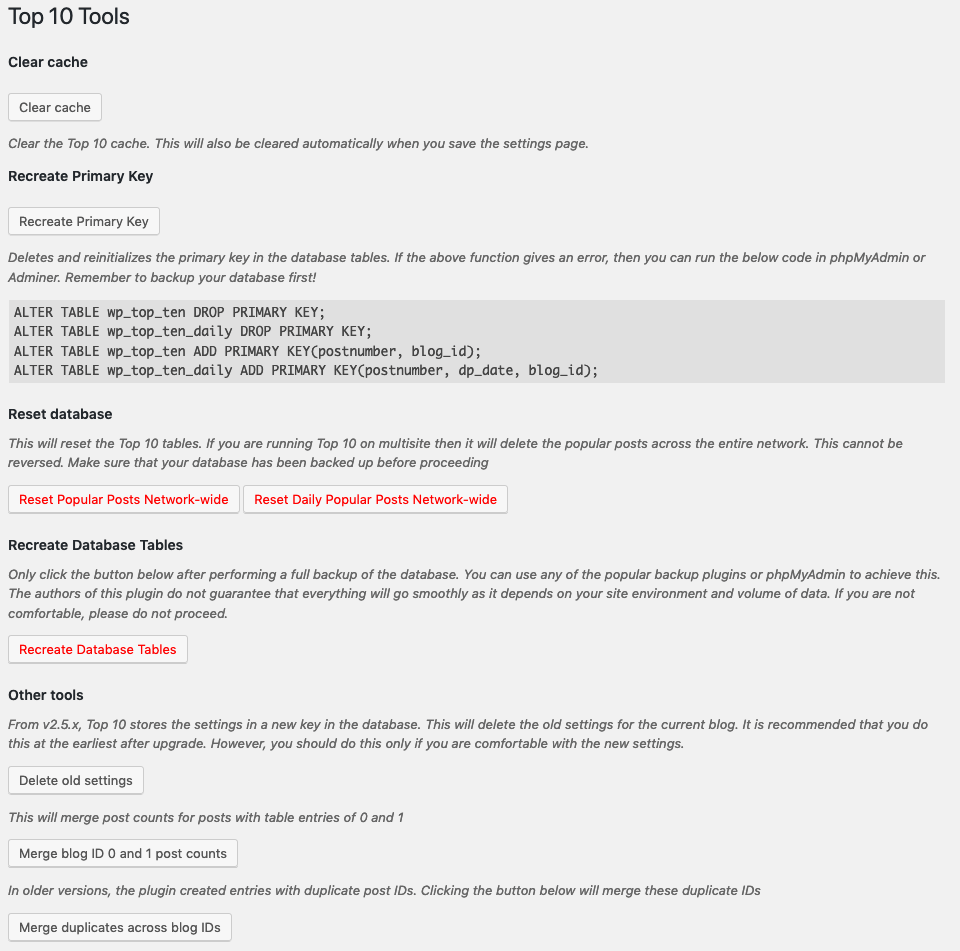 Top 10 Tools
Clear cache
Clear cache
Clear the Top 10 cache. This will also be cleared automatically when you save the settings page.
Recreate Primary Key
Recreate Primary Key
Deletes and reinitializes the primary key in the database tables. If the above function gives an error, then you can run the below code in phpMyAdmin or
Adminer. Remember to backup your database first!
ALTER TABLE wp_top_ten DROP PRIMARY KEY;
ALTER TABLE wp_top_ten_daily DROP PRIMARY KEY;
ALTER TABLE wp_top_ten ADD PRIMARY KEY(postnumber, blog_id);
ALTER TABLE wp_top_ten_daily ADD PRIMARY KEY(postnumber, dp_date, blog_id);
Reset database
This will reset the Top 10 tables. If you are running Top 10 on multisite then it will delete the popular posts across the entire network. This cannot be
reversed. Make sure that your database has been backed up before proceeding
Reset Popular Posts Network-wide Reset Daily Popular Posts Network-wide
Recreate Database Tables
Only click the button below after performing a full backup of the database. You can use any of the popular backup plugins or phpMyAdmin to achieve this.
The authors of this plugin do not guarantee that everything will go smoothly as it depends on your site environment and volume of data. If you are not
comfortable, please do not proceed.
Recreate Database Tables
Other tools
From v2.5.x, Top 10 stores the settings in a new key in the database. This will delete the old settings for the current blog. It is recommended that you do
this at the earliest after upgrade. However, you should do this only if you are comfortable with the new settings.
Delete old settings
This will merge post counts for posts with table entries of 0 and 1
Merge blog ID 0 and 1 post counts
In older versions, the plugin created entries with duplicate post IDs. Clicking the button below will merge these duplicate IDs
Merge duplicates across blog IDs